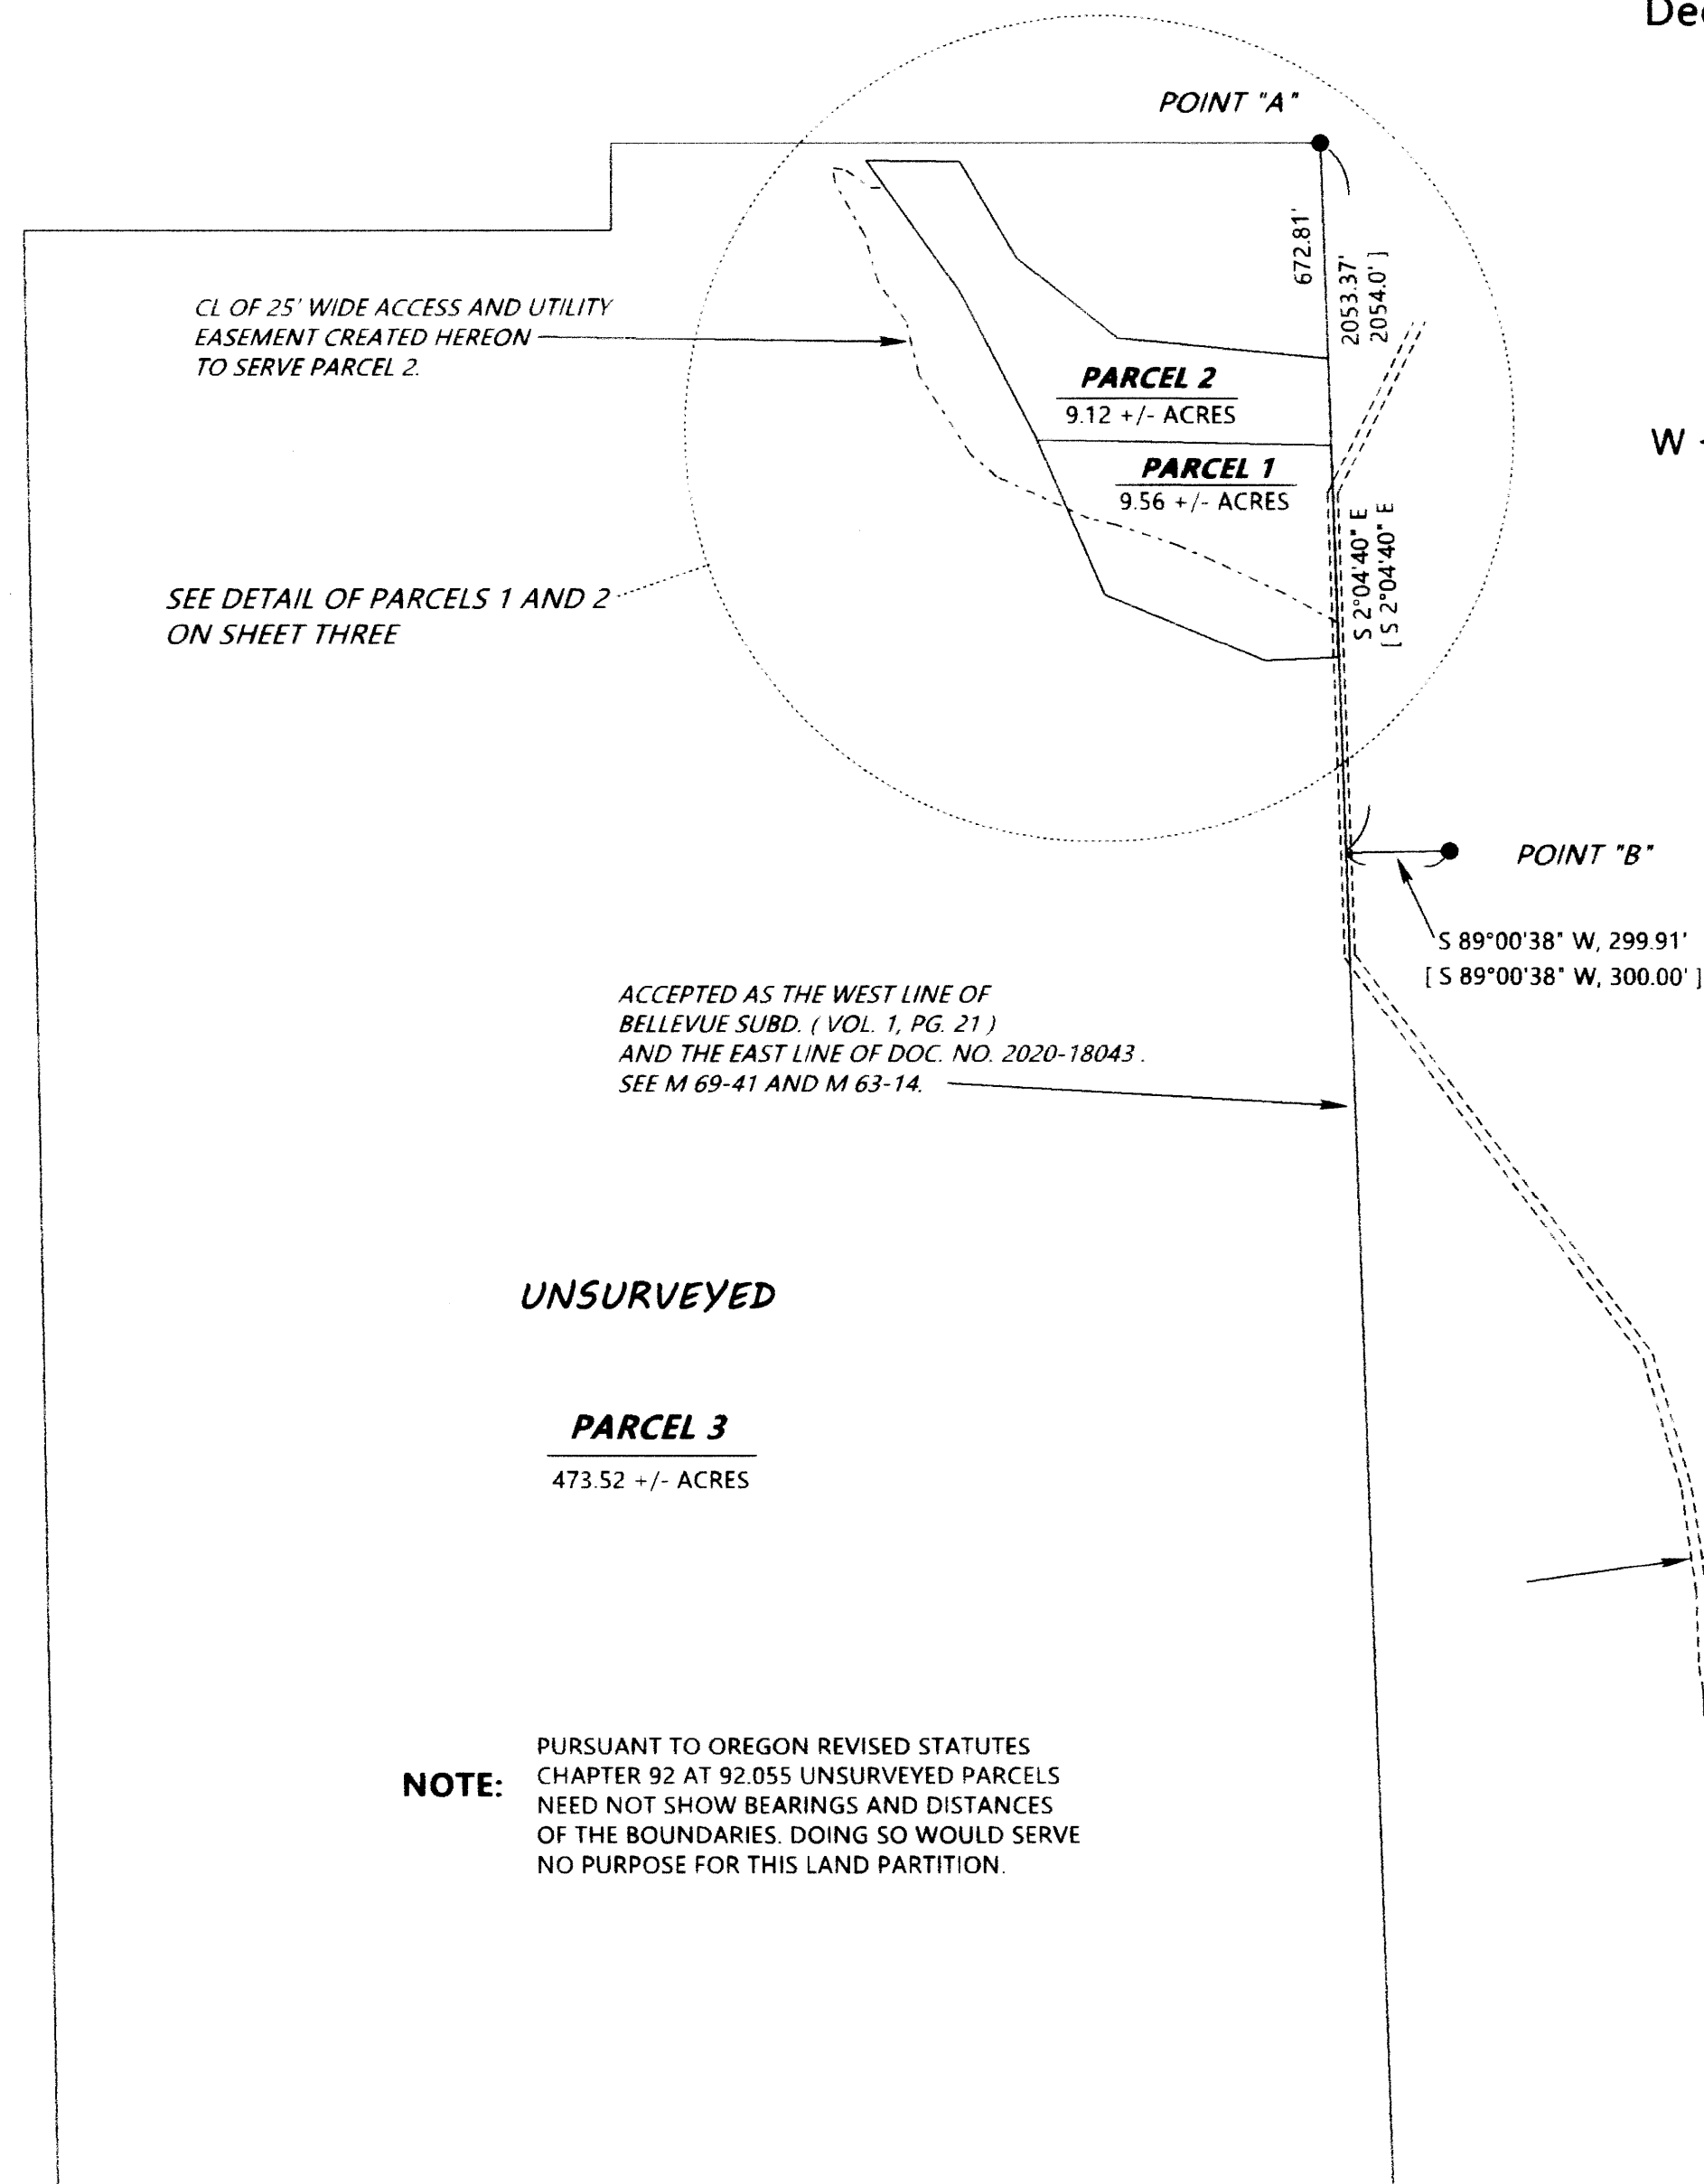 POINT "A"
672.81'
2053.37'
2054.0' ]
CL OF 25' WIDE ACCESS AND UTILITY
EASEMENT CREATED HEREON
TO SERVE PARCEL 2.
PARCEL 2
9.12 +/- ACRES
W
PARCEL 1
9.56 +/- ACRES
S 2°04'40" E
[ S 2°04'40" E
SEE DETAIL OF PARCELS 1 AND 2
ON SHEET THREE
POINT "B"
S 89°00'38" W, 299.91'
[ S 89°00'38" W, 300.00' ]
ACCEPTED AS THE WEST LINE OF
BELLEVUE SUBD. ( VOL. 1, PG. 21 )
AND THE EAST LINE OF DOC. NO. 2020-18043 .
SEE M 69-41 AND M 63-14.
UNSURVEYED
PARCEL 3
473.52 +/- ACRES
NOTE:
PURSUANT TO OREGON REVISED STATUTES
CHAPTER 92 AT 92.055 UNSURVEYED PARCELS
NEED NOT SHOW BEARINGS AND DISTANCES
OF THE BOUNDARIES. DOING SO WOULD SERVE
NO PURPOSE FOR THIS LAND PARTITION.